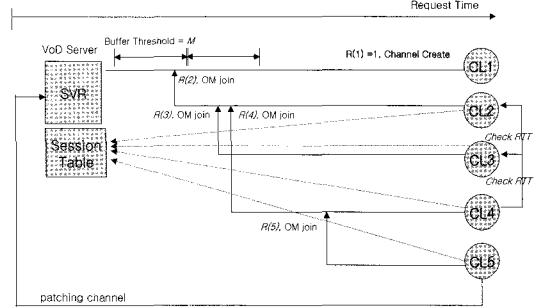 Request Time
Buffer Threshold = M
VoD Server
R(1) =1, Channel Create
CL1
R(2), OM join
SVR
R(3), OM join
R(4), OM join
CL2
Check RTT
Session
Table
CL3
Check RTT
CL4
R(5), OM join
CL5
patching channel